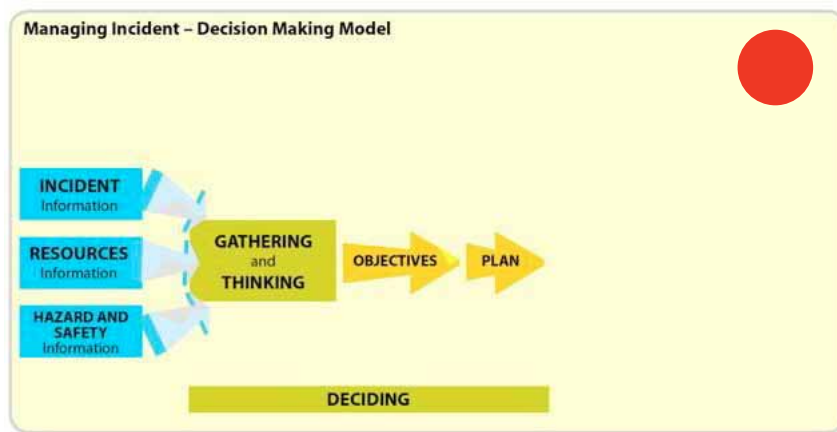 Managing Incident – Decision Making Model
INCIDENT
Information
RESOURCES
Information
HAZARD AND
SAFETY
Information
GATHERING
and
THINKING
OBJECTIVES
PLAN
DECIDING